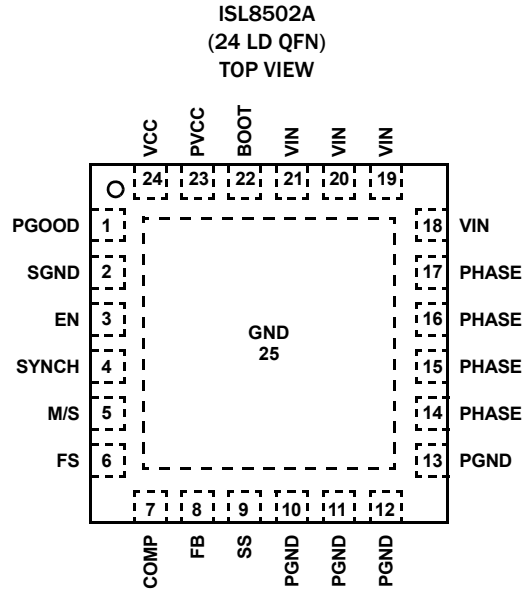 ISL8502A
(24 LD QFN)
TOP VIEW
VCC
PVCC
BOOT
VIN
VIN
VIN
24 23 22 21 20 19
PGOOD 1
SGND 2
EN 3
SYNCH 4
M/S 5
FS 6
GND
25
18 VIN
17 PHASE
16 PHASE
15 PHASE
14 PHASE
13 PGND
7 8 9 10 11 12
COMP
FB
SS
PGND
PGND
PGND